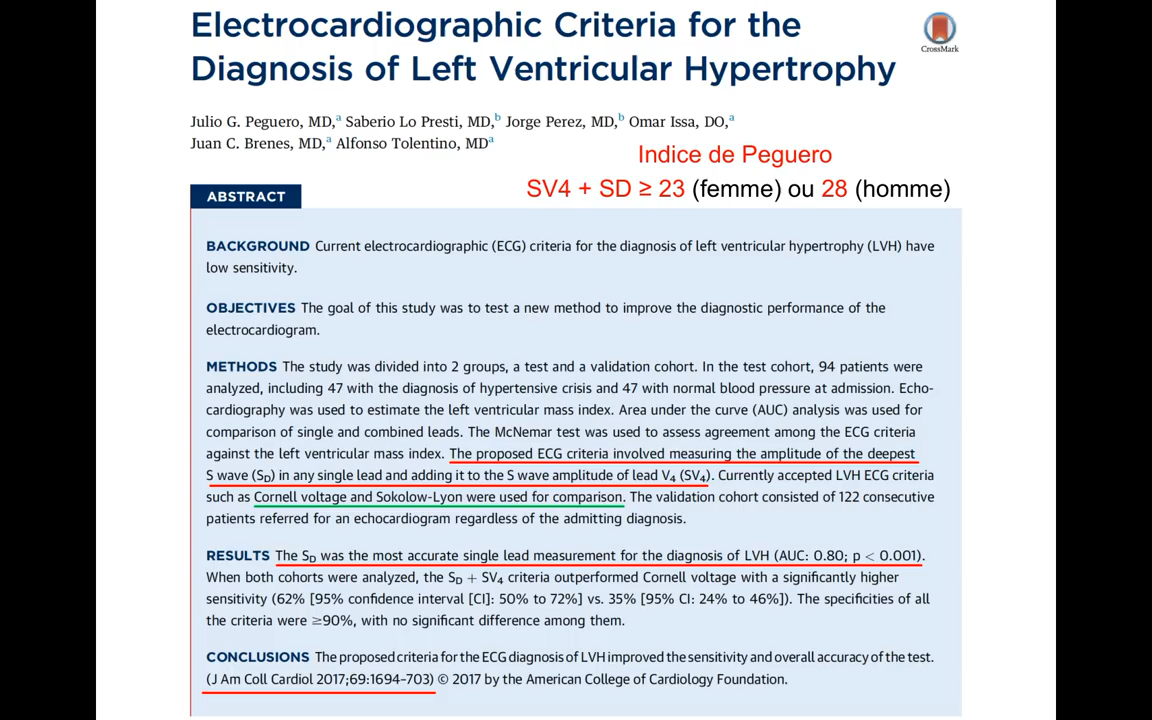 Electrocardiographic Criteria for the
Diagnosis of Left Ventricular Hypertrophy
CrossMark
Julio G. Peguero, MD,ᵃ Saberio Lo Presti, MD,ᵇ Jorge Perez, MD,ᵇ Omar Issa, DO,ᵃ
Juan C. Brenes, MD,ᵃ Alfonso Tolentino, MDᵃ
Indice de Peguero
SV4 + SD ≥ 23 (femme) ou 28 (homme)
ABSTRACT
BACKGROUND Current electrocardiographic (ECG) criteria for the diagnosis of left ventricular hypertrophy (LVH) have
low sensitivity.
OBJECTIVES The goal of this study was to test a new method to improve the diagnostic performance of the
electrocardiogram.
METHODS The study was divided into 2 groups, a test and a validation cohort. In the test cohort, 94 patients were
analyzed, including 47 with the diagnosis of hypertensive crisis and 47 with normal blood pressure at admission. Echo-
cardiography was used to estimate the left ventricular mass index. Area under the curve (AUC) analysis was used for
comparison of single and combined leads. The McNemar test was used to assess agreement among the ECG criteria
against the left ventricular mass index. The proposed ECG criteria involved measuring the amplitude of the deepest
S wave (S_D) in any single lead and adding it to the S wave amplitude of lead V₄ (SV₄). Currently accepted LVH ECG criteria
such as Cornell voltage and Sokolow-Lyon were used for comparison. The validation cohort consisted of 122 consecutive
patients referred for an echocardiogram regardless of the admitting diagnosis.
RESULTS The S_D was the most accurate single lead measurement for the diagnosis of LVH (AUC: 0.80; p < 0.001).
When both cohorts were analyzed, the S_D + SV₄ criteria outperformed Cornell voltage with a significantly higher
sensitivity (62% [95% confidence interval [CI]: 50% to 72%] vs. 35% [95% CI: 24% to 46%]). The specificities of all
the criteria were ≥90%, with no significant difference among them.
CONCLUSIONS The proposed criteria for the ECG diagnosis of LVH improved the sensitivity and overall accuracy of the test.
(J Am Coll Cardiol 2017;69:1694–703) © 2017 by the American College of Cardiology Foundation.